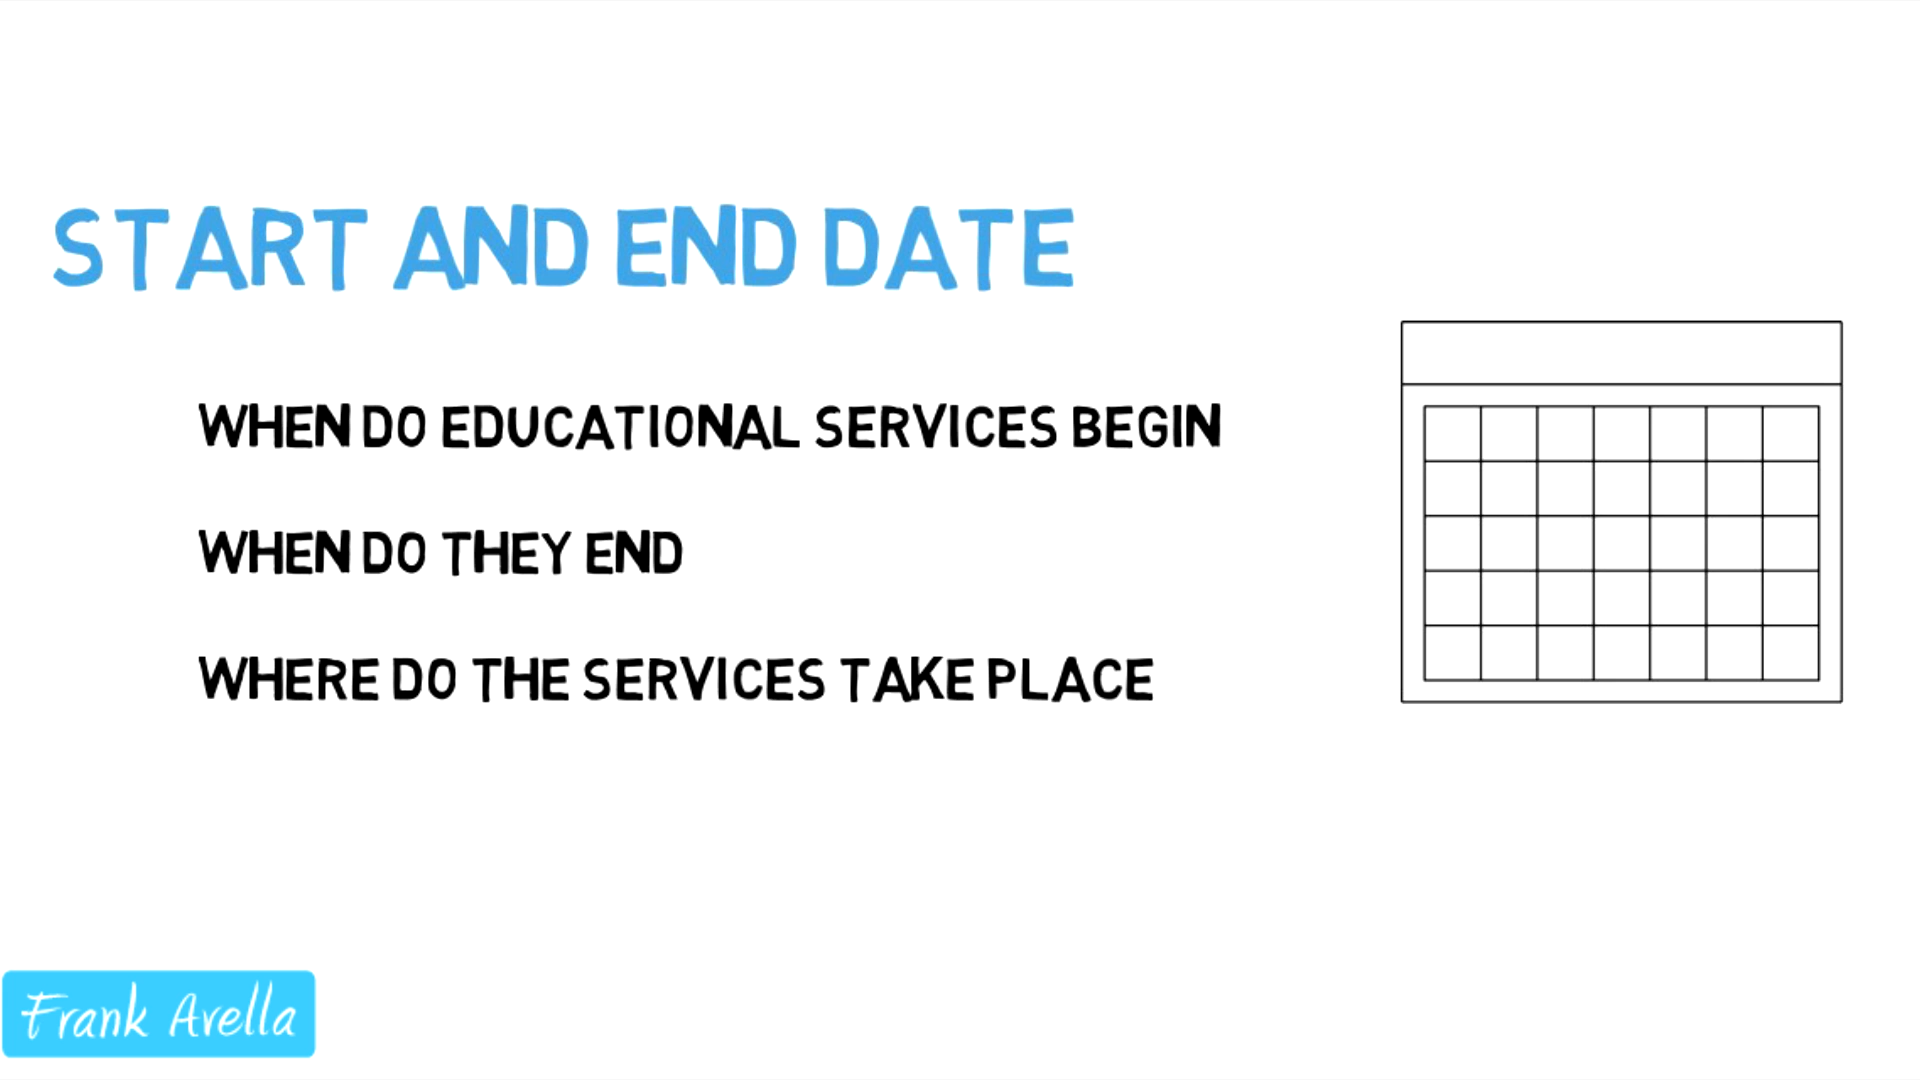 START AND END DATE
WHEN DO EDUCATIONAL SERVICES BEGIN
WHEN DO THEY END
WHERE DO THE SERVICES TAKE PLACE
Frank Avella